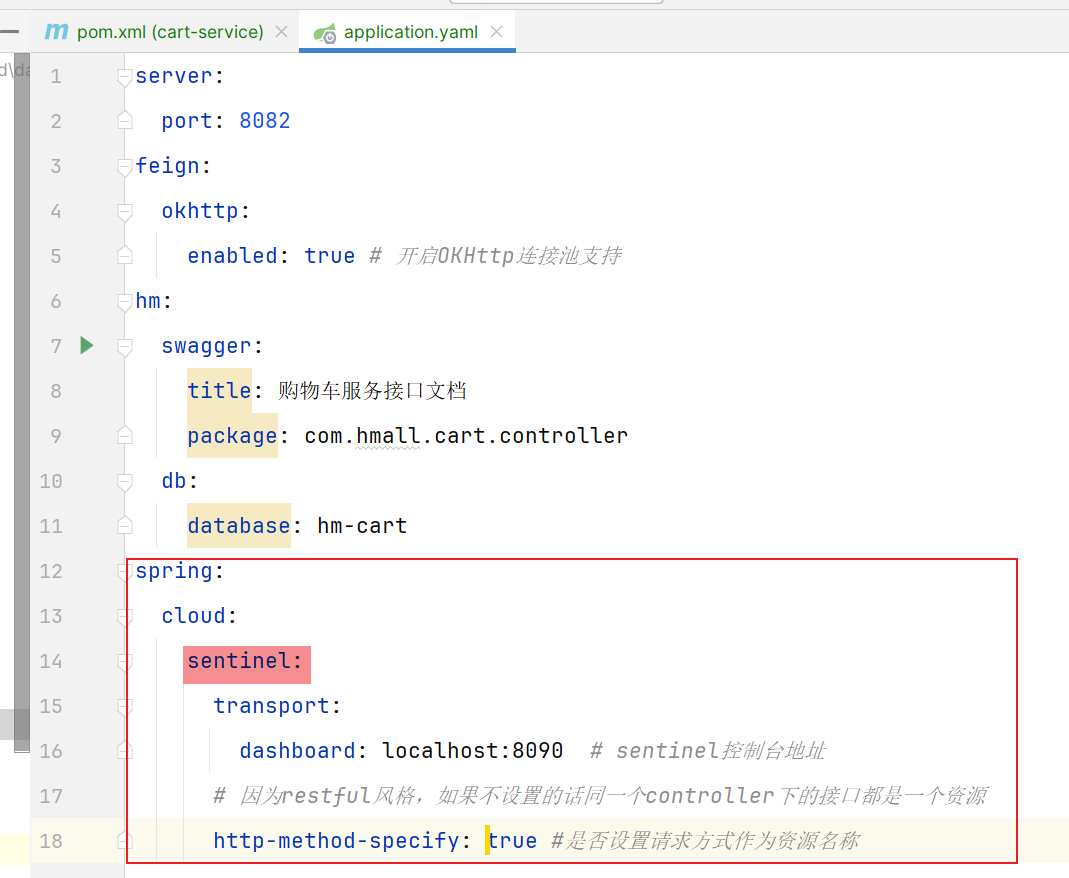 pom.xml (cart-service)
application.yaml
1 server:
2   port: 8082
3 feign:
4   okhttp:
5     enabled: true # 开启OKHttp连接池支持
6 hm:
7   swagger:
8     title: 购物车服务接口文档
9     package: com.hmall.cart.controller
10   db:
11     database: hm-cart
12 spring:
13   cloud:
14     sentinel:
15       transport:
16         dashboard: localhost:8090  # sentinel控制台地址
17       # 因为restful风格，如果不设置的话同一个controller下的接口都是一个资源
18       http-method-specify: true #是否设置请求方式作为资源名称